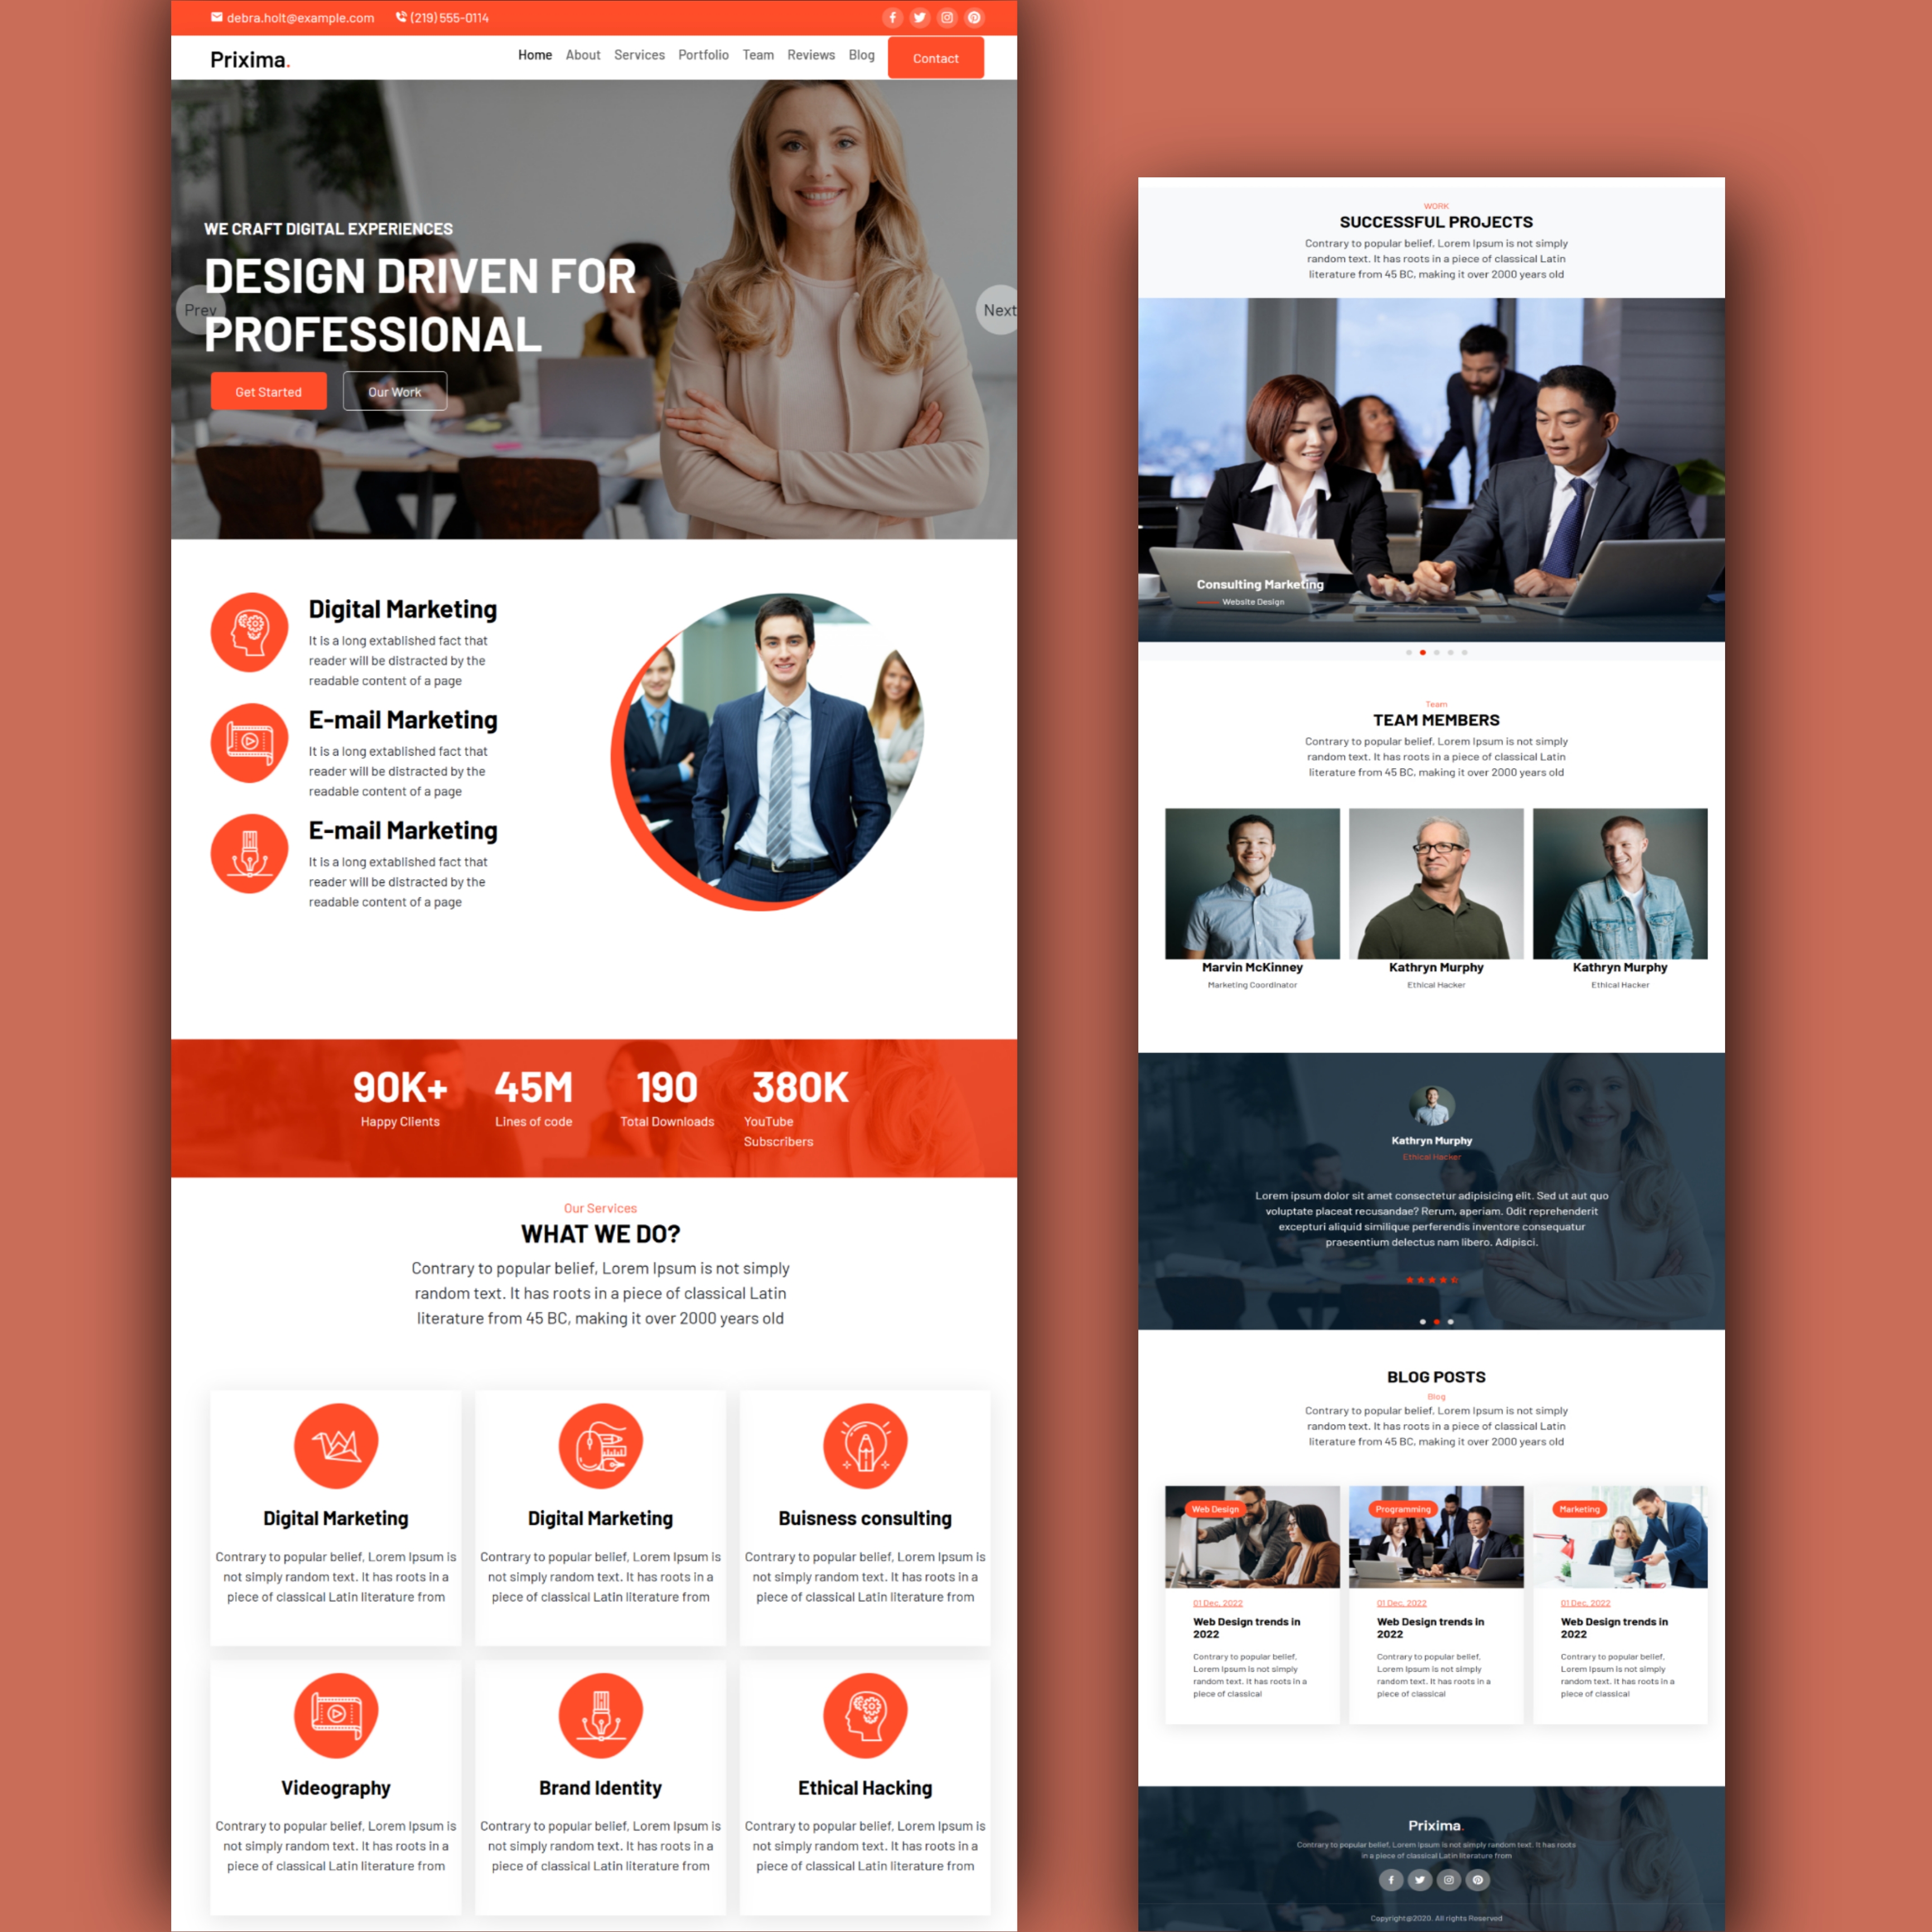 debra.holt@example.com (219) 555-0114
Prixima.
Home About Services Portfolio Team Reviews Blog Contact
WE CRAFT DIGITAL EXPERIENCES
DESIGN DRIVEN FOR
PROFESSIONAL
Prev
Next
Get Started Our Work
Digital Marketing
It is a long extablished fact that
reader will be distracted by the
readable content of a page
E-mail Marketing
It is a long extablished fact that
reader will be distracted by the
readable content of a page
E-mail Marketing
It is a long extablished fact that
reader will be distracted by the
readable content of a page
90K+ 45M 190 380K
Happy Clients Lines of code Total Downloads YouTube
Subscribers
Our Services
WHAT WE DO?
Contrary to popular belief, Lorem Ipsum is not simply
random text. It has roots in a piece of classical Latin
literature from 45 BC, making it over 2000 years old
Digital Marketing
Contrary to popular belief, Lorem Ipsum is
not simply random text. It has roots in a
piece of classical Latin literature from
Digital Marketing
Contrary to popular belief, Lorem Ipsum is
not simply random text. It has roots in a
piece of classical Latin literature from
Buisness consulting
Contrary to popular belief, Lorem Ipsum is
not simply random text. It has roots in a
piece of classical Latin literature from
Videography
Contrary to popular belief, Lorem Ipsum is
not simply random text. It has roots in a
piece of classical Latin literature from
Brand Identity
Contrary to popular belief, Lorem Ipsum is
not simply random text. It has roots in a
piece of classical Latin literature from
Ethical Hacking
Contrary to popular belief, Lorem Ipsum is
not simply random text. It has roots in a
piece of classical Latin literature from
WORK
SUCCESSFUL PROJECTS
Contrary to popular belief, Lorem Ipsum is not simply
random text. It has roots in a piece of classical Latin
literature from 45 BC, making it over 2000 years old
Consulting Marketing
Website Design
Team
TEAM MEMBERS
Contrary to popular belief, Lorem Ipsum is not simply
random text. It has roots in a piece of classical Latin
literature from 45 BC, making it over 2000 years old
Marvin McKinney
Marketing Coordinator
Kathryn Murphy
Ethical Hacker
Kathryn Murphy
Ethical Hacker
Kathryn Murphy
Ethical Hacker
Lorem ipsum dolor sit amet consectetur adipisicing elit. Sed ut aut quo
voluptate placeat recusandae? Rerum, aperiam. Odit reprehenderit
excepturi aliquid similique perferendis inventore consequatur
praesentium delectus nam libero. Adipisci.
BLOG POSTS
Blog
Contrary to popular belief, Lorem Ipsum is not simply
random text. It has roots in a piece of classical Latin
literature from 45 BC, making it over 2000 years old
Web Design
01 Dec, 2022
Web Design trends in
2022
Contrary to popular belief,
Lorem Ipsum is not simply
random text. It has roots in a
piece of classical
Programming
01 Dec, 2022
Web Design trends in
2022
Contrary to popular belief,
Lorem Ipsum is not simply
random text. It has roots in a
piece of classical
Marketing
01 Dec, 2022
Web Design trends in
2022
Contrary to popular belief,
Lorem Ipsum is not simply
random text. It has roots in a
piece of classical
Prixima.
Contrary to popular belief, Lorem Ipsum is not simply random text. It has roots
in a piece of classical Latin literature from
Copyright@2020. All rights Reserved